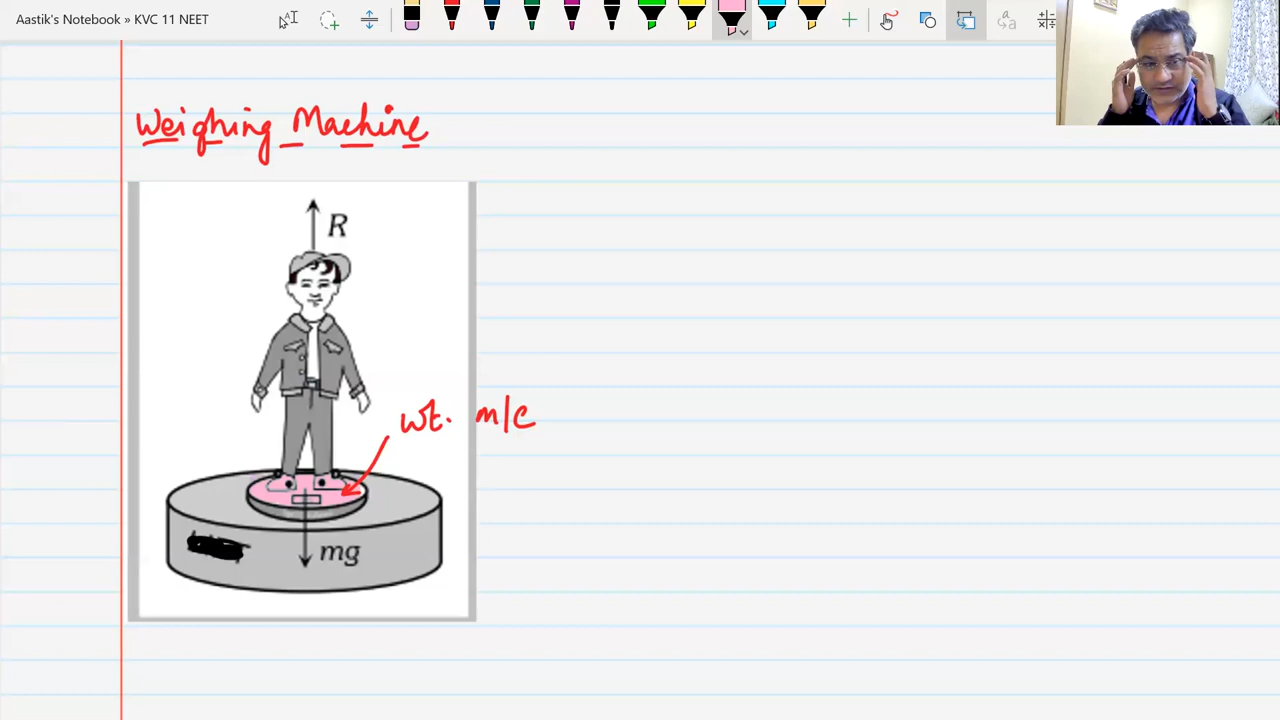 Aastik's Notebook » KVC 11 NEET
Weighing Machine
R
wt. m/c
mg